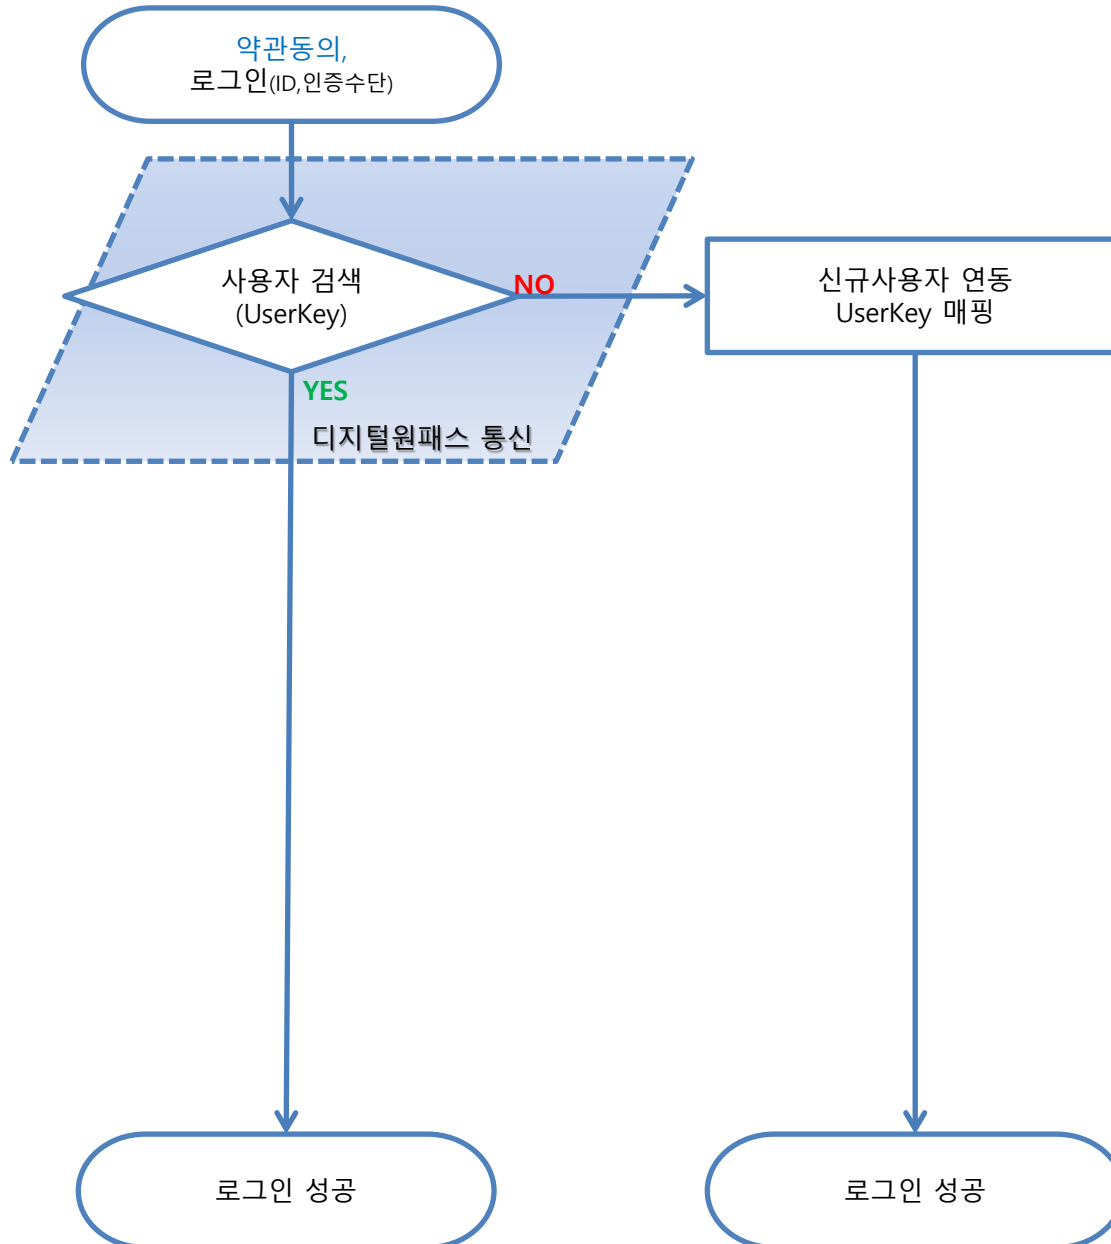 약관동의,
로그인(ID,인증수단)
사용자 검색
(UserKey)
NO
신규사용자 연동
UserKey 매핑
YES
디지털원패스 통신
로그인 성공
로그인 성공